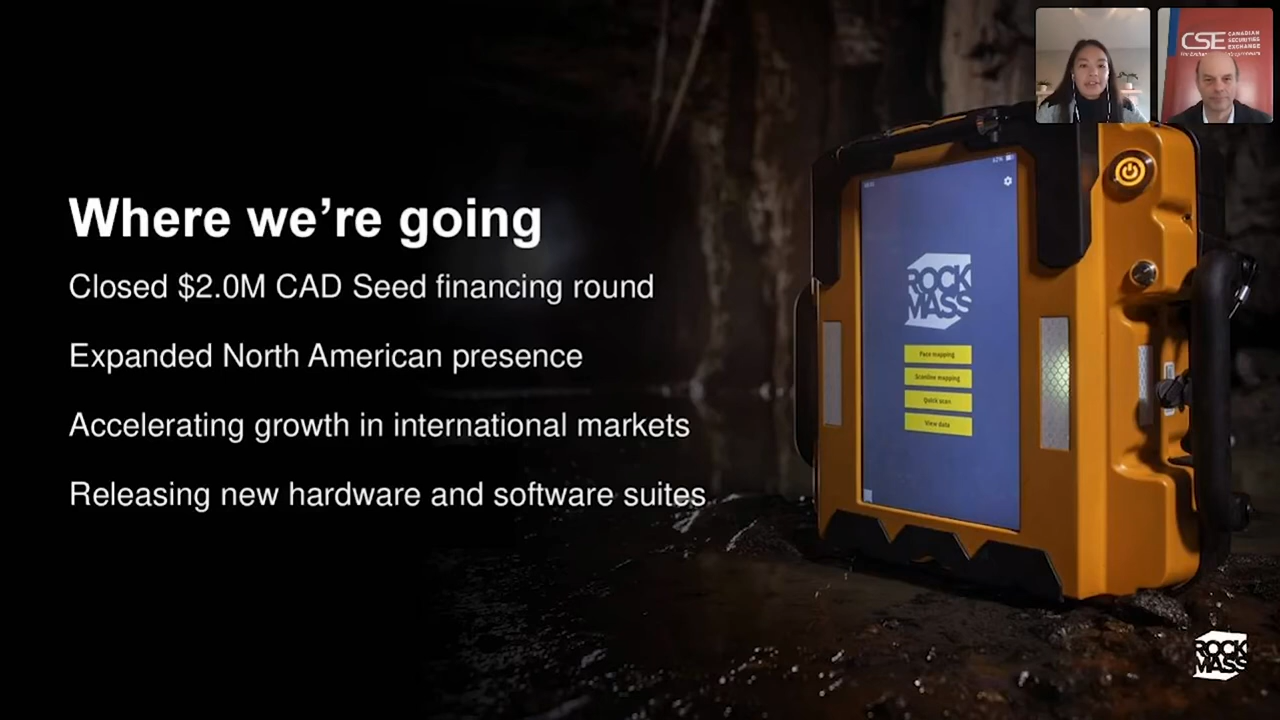 CSE CANADIAN
SECURITIES
EXCHANGE
Where we're going
Closed $2.0M CAD Seed financing round
Expanded North American presence
Accelerating growth in international markets
Releasing new hardware and software suites
ROCK
MASS
Face mapping
Scanline mapping
Quick scan
View data
ROCK
MASS